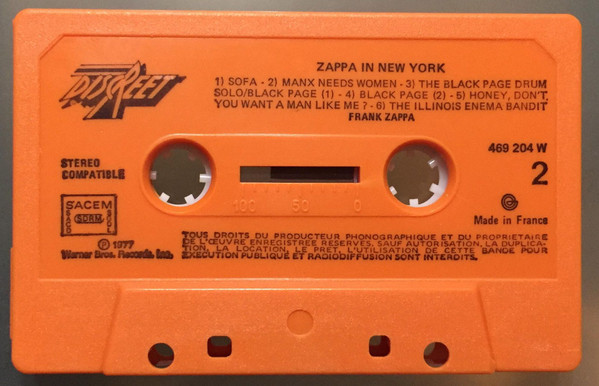 DISCREET
ZAPPA IN NEW YORK
1) SOFA - 2) MANX NEEDS WOMEN - 3) THE BLACK PAGE DRUM
SOLO/BLACK PAGE (1) - 4) BLACK PAGE (2) - 5) HONEY, DON'T
YOU WANT A MAN LIKE ME ? - 6) THE ILLINOIS ENEMA BANDIT
FRANK ZAPPA
STEREO
COMPATIBLE
469 204 W
2
100 50 0
SACEM
SDRM
Made in France
Ⓟ 1977
Warner Bros. Records, Inc.
TOUS DROITS DU PRODUCTEUR PHONOGRAPHIQUE ET DU PROPRIETAIRE
DE L'ŒUVRE ENREGISTREE RESERVES. SAUF AUTORISATION, LA DUPLICA-
TION, LA LOCATION, LE PRET, L'UTILISATION DE CETTE BANDE POUR
EXECUTION PUBLIQUE ET RADIODIFFUSION SONT INTERDITS.